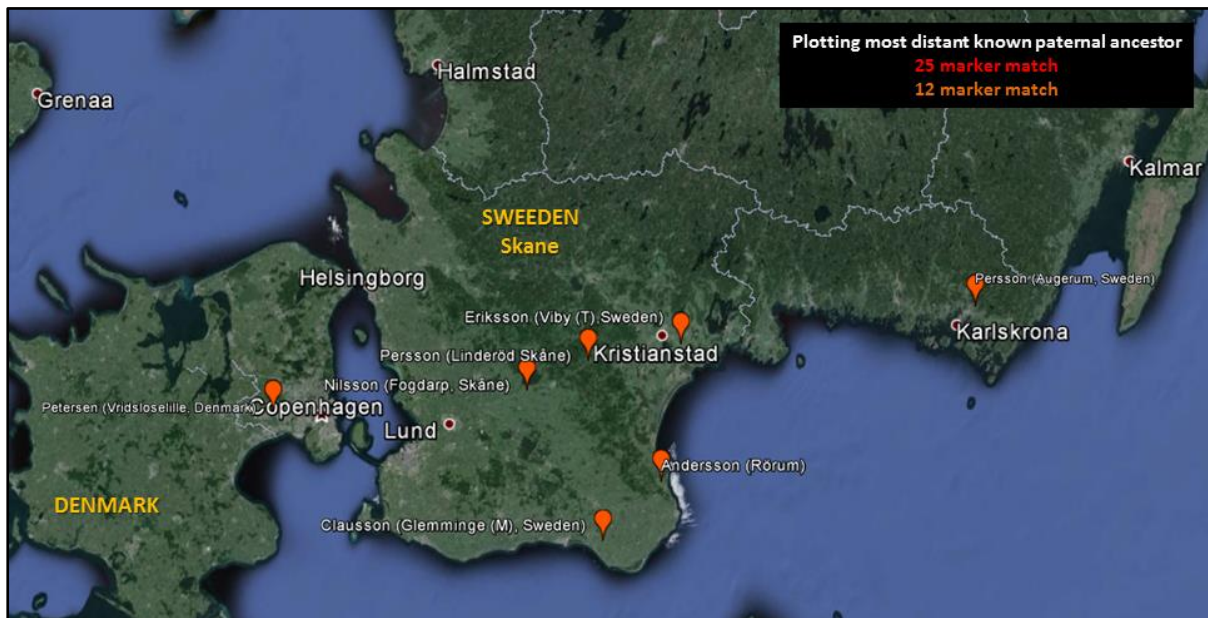 Plotting most distant known paternal ancestor
25 marker match
12 marker match
Halmstad
Grenaa
Kalmar
SWEEDEN
Skane
Helsingborg
Persson (Augerum, Sweden)
Eriksson (Viby (T), Sweden)
Karlskrona
Persson (Linderöd Skåne)
Kristianstad
Nilsson (Fogdarp, Skåne)
Petersen (Vridsloselille, Denmark)
Copenhagen
Lund
Andersson (Rörum)
DENMARK
Clausson (Glemminge (M), Sweden)